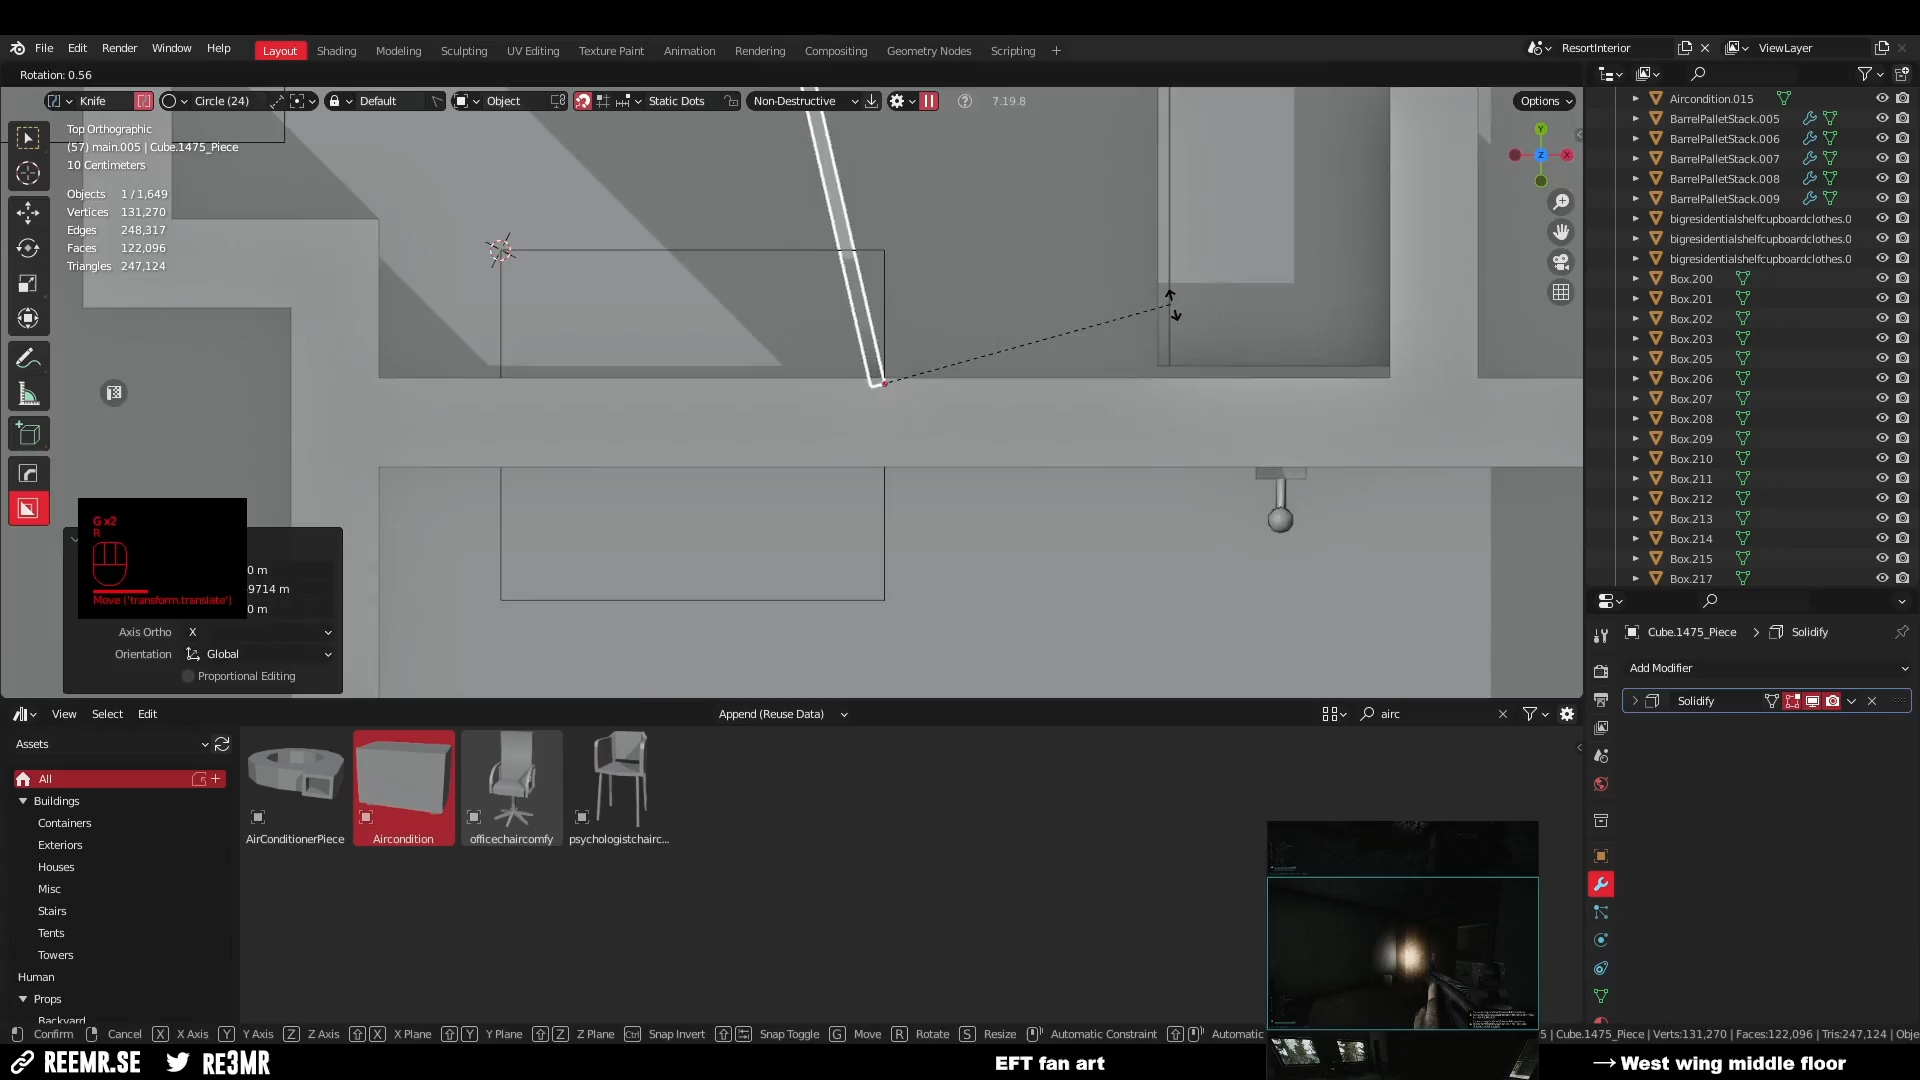 File Edit Render Window Help
Layout Shading Modeling Sculpting UV Editing Texture Paint Animation Rendering Compositing Geometry Nodes Scripting +
ResortInterior
ViewLayer
Rotation: 0.56
Knife Circle (24) Default Object Static Dots Non-Destructive 7.19.8
Options
Top Orthographic
(57) main.005 | Cube.1475_Piece
10 Centimeters
Objects 1 / 1,649
Vertices 131,270
Edges 248,317
Faces 122,096
Triangles 247,124
Y
Z
X
Aircondition.015
BarrelPalletStack.005
BarrelPalletStack.006
BarrelPalletStack.007
BarrelPalletStack.008
BarrelPalletStack.009
bigresidentialshelfcupboardclothes.0
bigresidentialshelfcupboardclothes.0
bigresidentialshelfcupboardclothes.0
Box.200
Box.201
Box.202
Box.203
Box.205
Box.206
Box.207
Box.208
Box.209
Box.210
Box.211
Box.212
Box.213
Box.214
Box.215
Box.217
G x2
R
Move ('transform.translate')
0 m
9714 m
0 m
Axis Ortho X
Orientation Global
Proportional Editing
Cube.1475_Piece > Solidify
Add Modifier
Solidify
View Select Edit
Append (Reuse Data)
airc
Assets
All
Buildings
Containers
Exteriors
Houses
Misc
Stairs
Tents
Towers
Human
Props
Backyard
AirConditionerPiece
Aircondition
officechaircomfy
psychologistchairc...
Confirm Cancel X X Axis Y Y Axis Z Z Axis X X Plane Y Y Plane Z Z Plane Ctrl Snap Invert Snap Toggle G Move R Rotate S Resize Automatic Constraint Automatic
5 | Cube.1475_Piece | Verts:131,270 | Faces:122,096 | Tris:247,124 | Obje
REEMR.SE RE3MR
EFT fan art
→ West wing middle floor